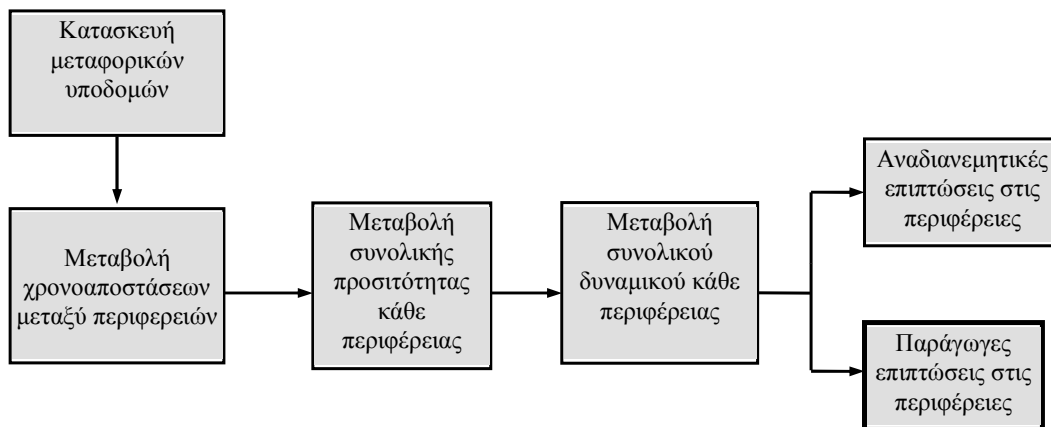 Κατασκευή
μεταφορικών
υποδομών
Μεταβολή
χρονοαποστάσεων
μεταξύ περιφερειών
Μεταβολή
συνολικής
προσιτότητας
κάθε
περιφέρειας
Μεταβολή
συνολικού
δυναμικού κάθε
περιφέρειας
Αναδιανεμητικές
επιπτώσεις στις
περιφέρειες
Παράγωγες
επιπτώσεις στις
περιφέρειες